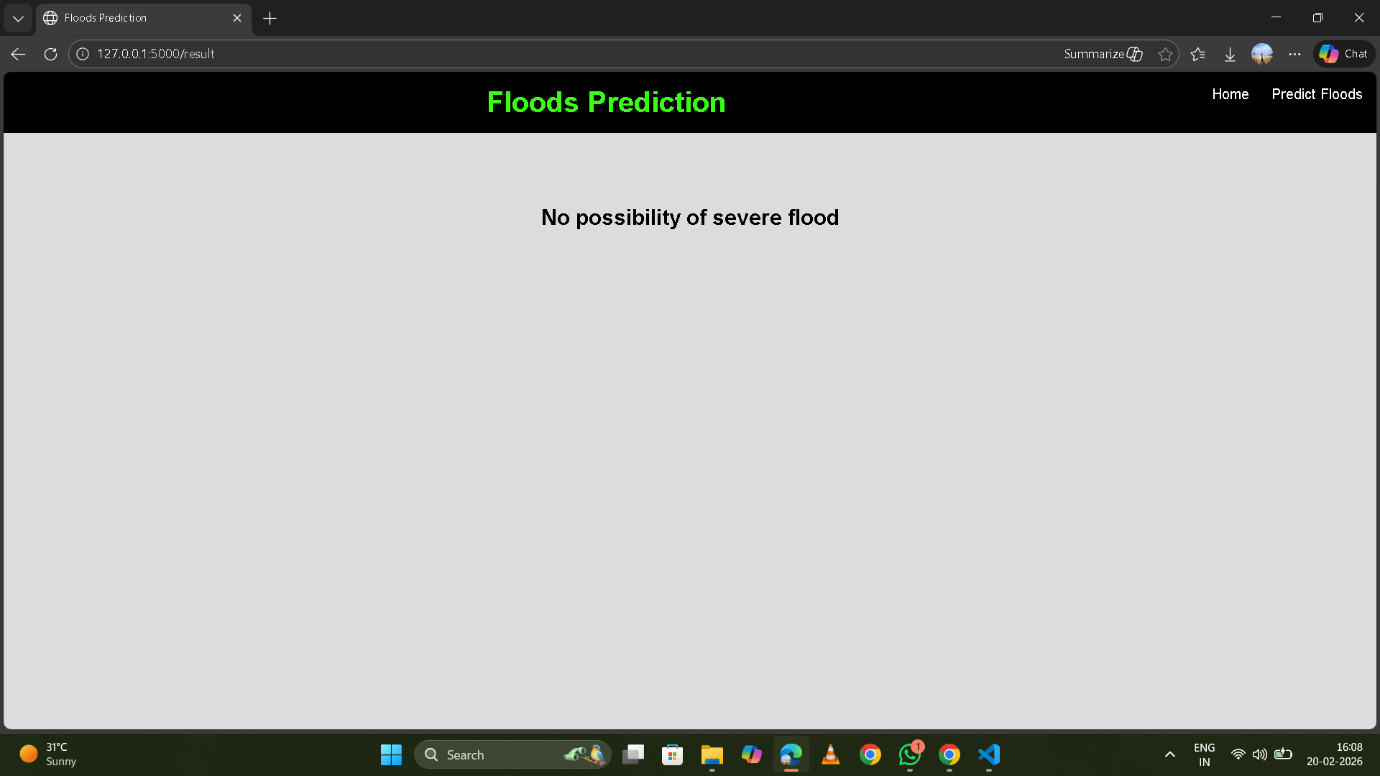 Floods Prediction
127.0.0.1:5000/result
Summarize
Chat
Floods Prediction
Home
Predict Floods
No possibility of severe flood
31°C
Sunny
Search
1
ENG
IN
16:08
20-02-2026